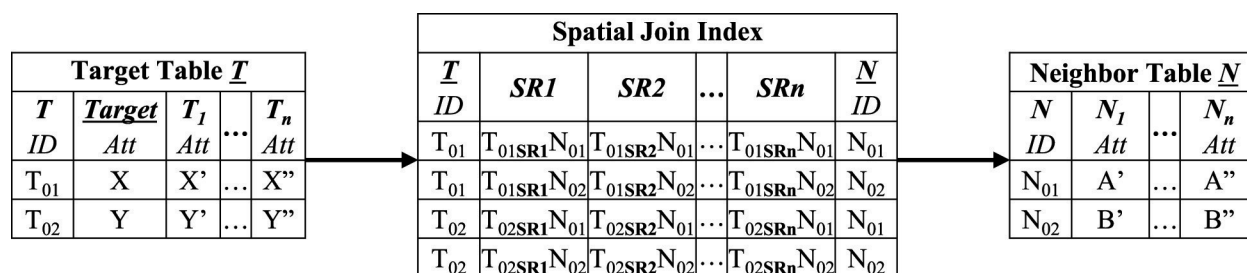 Target Table T
T ID Target Att T1 Att ... Tn Att
T01 X X' ... X"
T02 Y Y' ... Y"
Spatial Join Index
T ID SR1 SR2 ... SRn N ID
T01 T01SR1N01 T01SR2N01 ... T01SRnN01 N01
T01 T01SR1N02 T01SR2N02 ... T01SRnN02 N02
T02 T02SR1N01 T02SR2N01 ... T02SRnN01 N01
T02 T02SR1N02 T02SR2N02 ... T02SRnN02 N02
Neighbor Table N
N ID N1 Att ... Nn Att
N01 A' ... A"
N02 B' ... B"